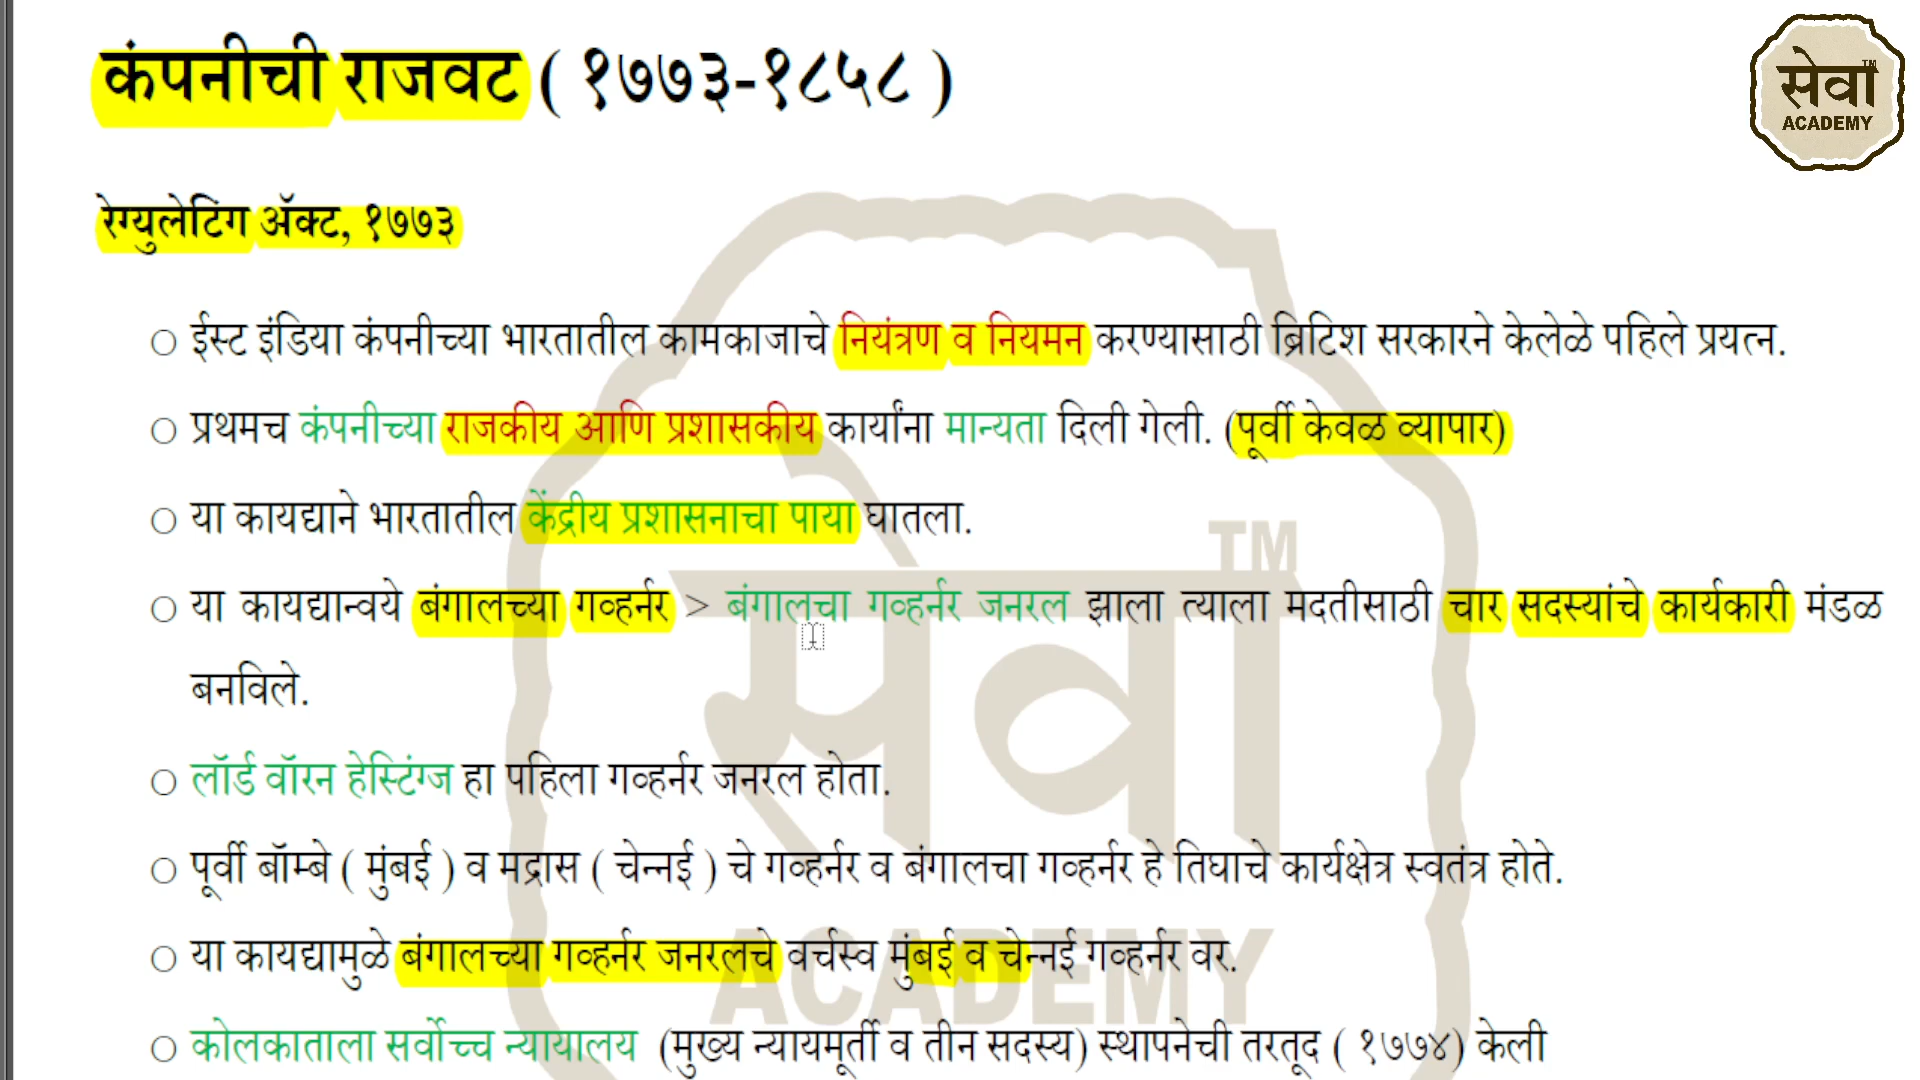 कंपनीची राजवट ( १७७३-१८५८ )
सेवा TM
ACADEMY
रेग्युलेटिंग ॲक्ट, १७७३
○ ईस्ट इंडिया कंपनीच्या भारतातील कामकाजाचे नियंत्रण व नियमन करण्यासाठी ब्रिटिश सरकारने केलेळे पहिले प्रयत्न.
○ प्रथमच कंपनीच्या राजकीय आणि प्रशासकीय कार्यांना मान्यता दिली गेली. (पूर्वी केवळ व्यापार)
○ या कायद्याने भारतातील केंद्रीय प्रशासनाचा पाया घातला.
○ या कायद्यान्वये बंगालच्या गव्हर्नर > बंगालचा गव्हर्नर जनरल झाला त्याला मदतीसाठी चार सदस्यांचे कार्यकारी मंडळ
बनविले.
○ लॉर्ड वॉरन हेस्टिंग्ज हा पहिला गव्हर्नर जनरल होता.
○ पूर्वी बॉम्बे ( मुंबई ) व मद्रास ( चेन्नई ) चे गव्हर्नर व बंगालचा गव्हर्नर हे तिघाचे कार्यक्षेत्र स्वतंत्र होते.
○ या कायद्यामुळे बंगालच्या गव्हर्नर जनरलचे वर्चस्व मुंबई व चेन्नई गव्हर्नर वर.
○ कोलकाताला सर्वोच्च न्यायालय (मुख्य न्यायमूर्ती व तीन सदस्य) स्थापनेची तरतूद ( १७७४) केली
सेवा TM
ACADEMY